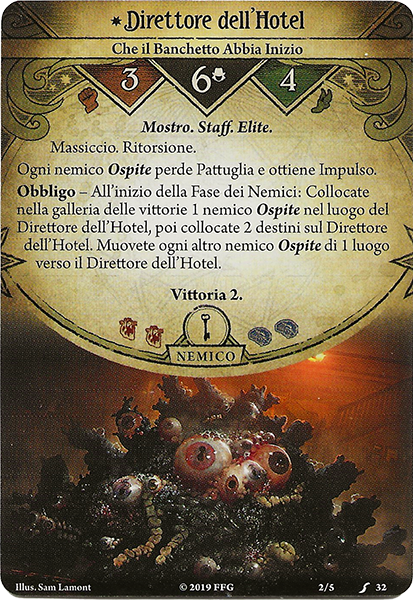 Direttore dell'Hotel
Che il Banchetto Abbia Inizio
3 6 4
Mostro. Staff. Elite.
Massiccio. Ritorsione.
Ogni nemico Ospite perde Pattuglia e ottiene Impulso.
Obbligo – All'inizio della Fase dei Nemici: Collocate
nella galleria delle vittorie 1 nemico Ospite nel luogo del
Direttore dell'Hotel, poi collocate 2 destini sul Direttore
dell'Hotel. Muovete ogni altro nemico Ospite di 1 luogo
verso il Direttore dell'Hotel.
Vittoria 2.
NEMICO
Illus. Sam Lamont © 2019 FFG 2/5 32